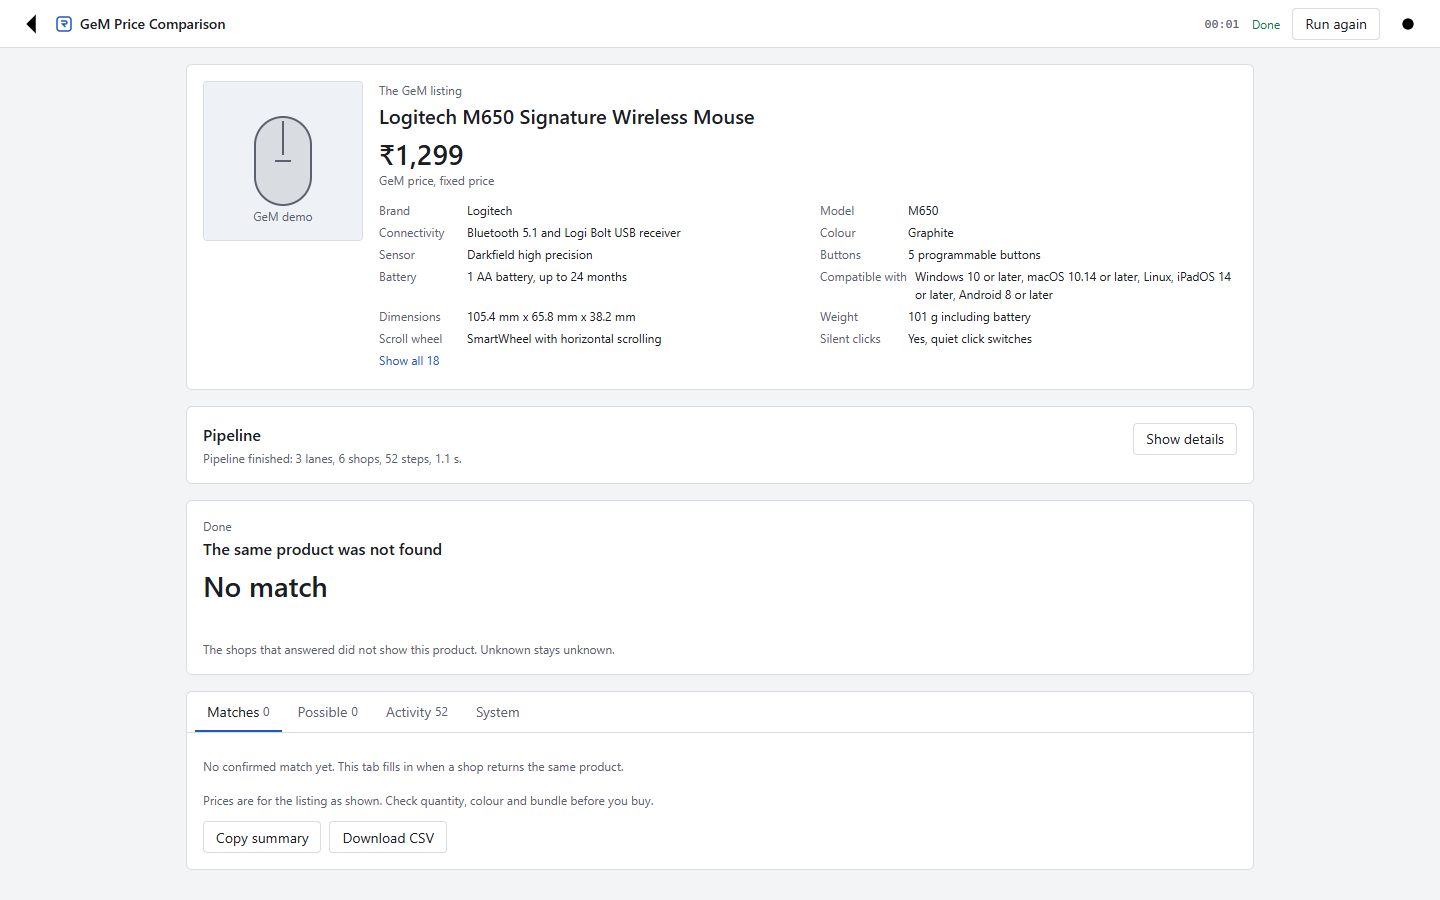 GeM Price Comparison
00:01 Done Run again
GeM demo
The GeM listing
Logitech M650 Signature Wireless Mouse
₹1,299
GeM price, fixed price
Brand Logitech Model M650
Connectivity Bluetooth 5.1 and Logi Bolt USB receiver Colour Graphite
Sensor Darkfield high precision Buttons 5 programmable buttons
Battery 1 AA battery, up to 24 months Compatible with Windows 10 or later, macOS 10.14 or later, Linux, iPadOS 14
or later, Android 8 or later
Dimensions 105.4 mm x 65.8 mm x 38.2 mm Weight 101 g including battery
Scroll wheel SmartWheel with horizontal scrolling Silent clicks Yes, quiet click switches
Show all 18
Pipeline
Show details
Pipeline finished: 3 lanes, 6 shops, 52 steps, 1.1 s.
Done
The same product was not found
No match
The shops that answered did not show this product. Unknown stays unknown.
Matches 0 Possible 0 Activity 52 System
No confirmed match yet. This tab fills in when a shop returns the same product.
Prices are for the listing as shown. Check quantity, colour and bundle before you buy.
Copy summary Download CSV